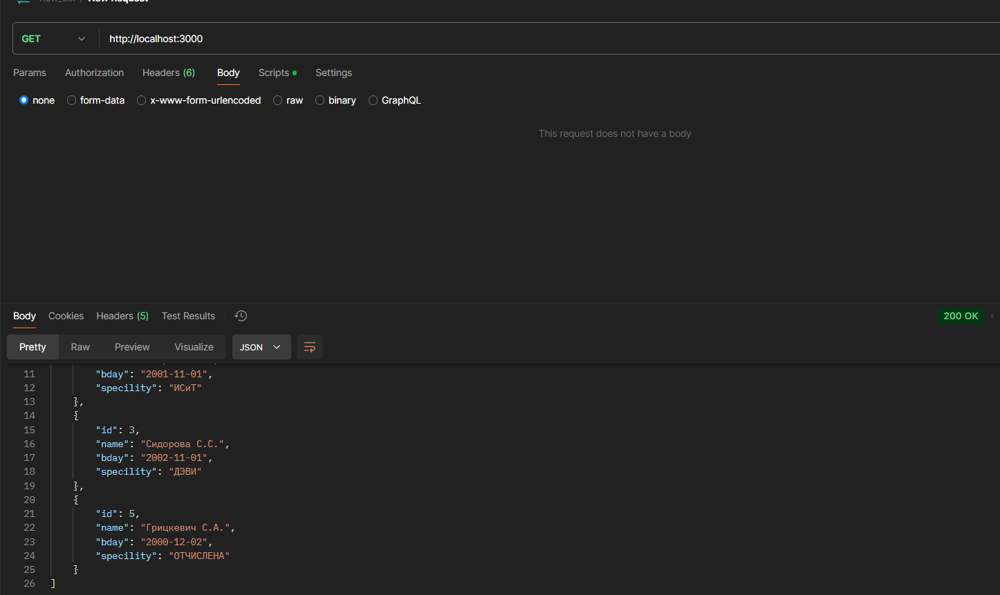 new_car / New Request
GET http://localhost:3000
Params Authorization Headers (6) Body Scripts Settings
none form-data x-www-form-urlencoded raw binary GraphQL
This request does not have a body
Body Cookies Headers (5) Test Results 200 OK
Pretty Raw Preview Visualize JSON
11 "bday": "2001-11-01",
12 "specility": "ИСиТ"
13 },
14 {
15 "id": 3,
16 "name": "Сидорова С.С.",
17 "bday": "2002-11-01",
18 "specility": "ДЭВИ"
19 },
20 {
21 "id": 5,
22 "name": "Грицкевич С.А.",
23 "bday": "2000-12-02",
24 "specility": "ОТЧИСЛЕНА"
25 }
26 ]